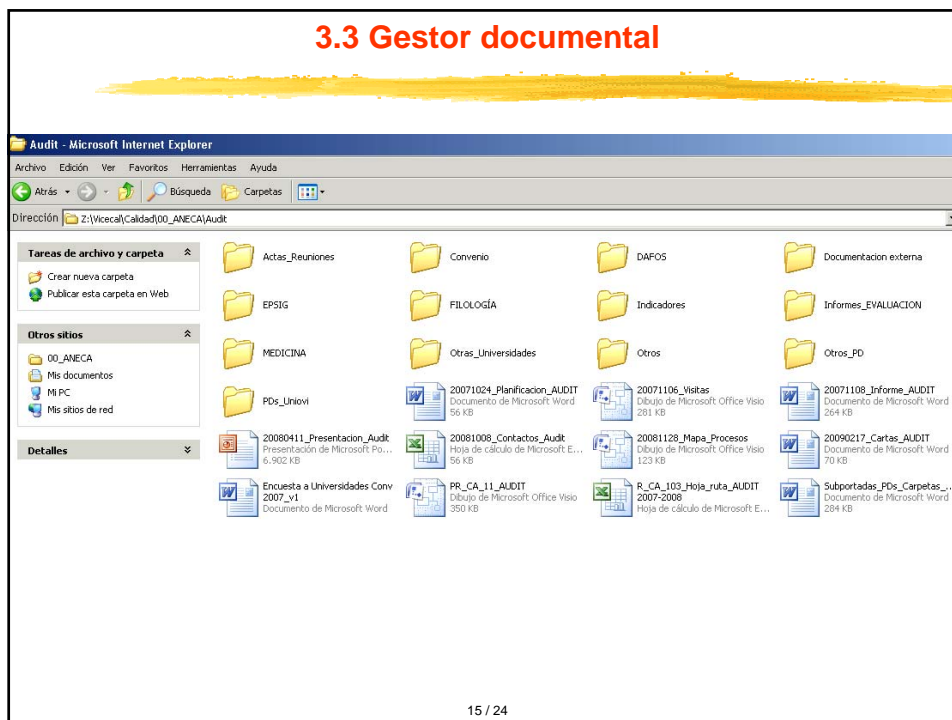 3.3 Gestor documental
Audit - Microsoft Internet Explorer
Archivo Edición Ver Favoritos Herramientas Ayuda
Atrás Búsqueda Carpetas
Dirección Z:\Vicecal\Calidad\00_ANECA\Audit
Tareas de archivo y carpeta
Crear nueva carpeta
Publicar esta carpeta en Web
Otros sitios
00_ANECA
Mis documentos
Mi PC
Mis sitios de red
Detalles
Actas_Reuniones
Convenio
DAFOS
Documentacion externa
EPSIG
FILOLOGÍA
Indicadores
Informes_EVALUACION
MEDICINA
Otras_Universidades
Otros
Otros_PD
PDs_Uniovi
20071024_Planificacion_AUDIT
Documento de Microsoft Word
56 KB
20071106_Visitas
Dibujo de Microsoft Office Visio
281 KB
20071108_Informe_AUDIT
Documento de Microsoft Word
264 KB
20080411_Presentacion_Audit
Presentación de Microsoft Po...
6.902 KB
20081008_Contactos_Audit
Hoja de cálculo de Microsoft E...
56 KB
20081128_Mapa_Procesos
Dibujo de Microsoft Office Visio
123 KB
20090217_Cartas_AUDIT
Documento de Microsoft Word
70 KB
Encuesta a Universidades Conv
2007_v1
Documento de Microsoft Word
PR_CA_11_AUDIT
Dibujo de Microsoft Office Visio
350 KB
R_CA_103_Hoja_ruta_AUDIT
2007-2008
Hoja de cálculo de Microsoft E...
Subportadas_PDs_Carpetas_...
Documento de Microsoft Word
284 KB
15 / 24